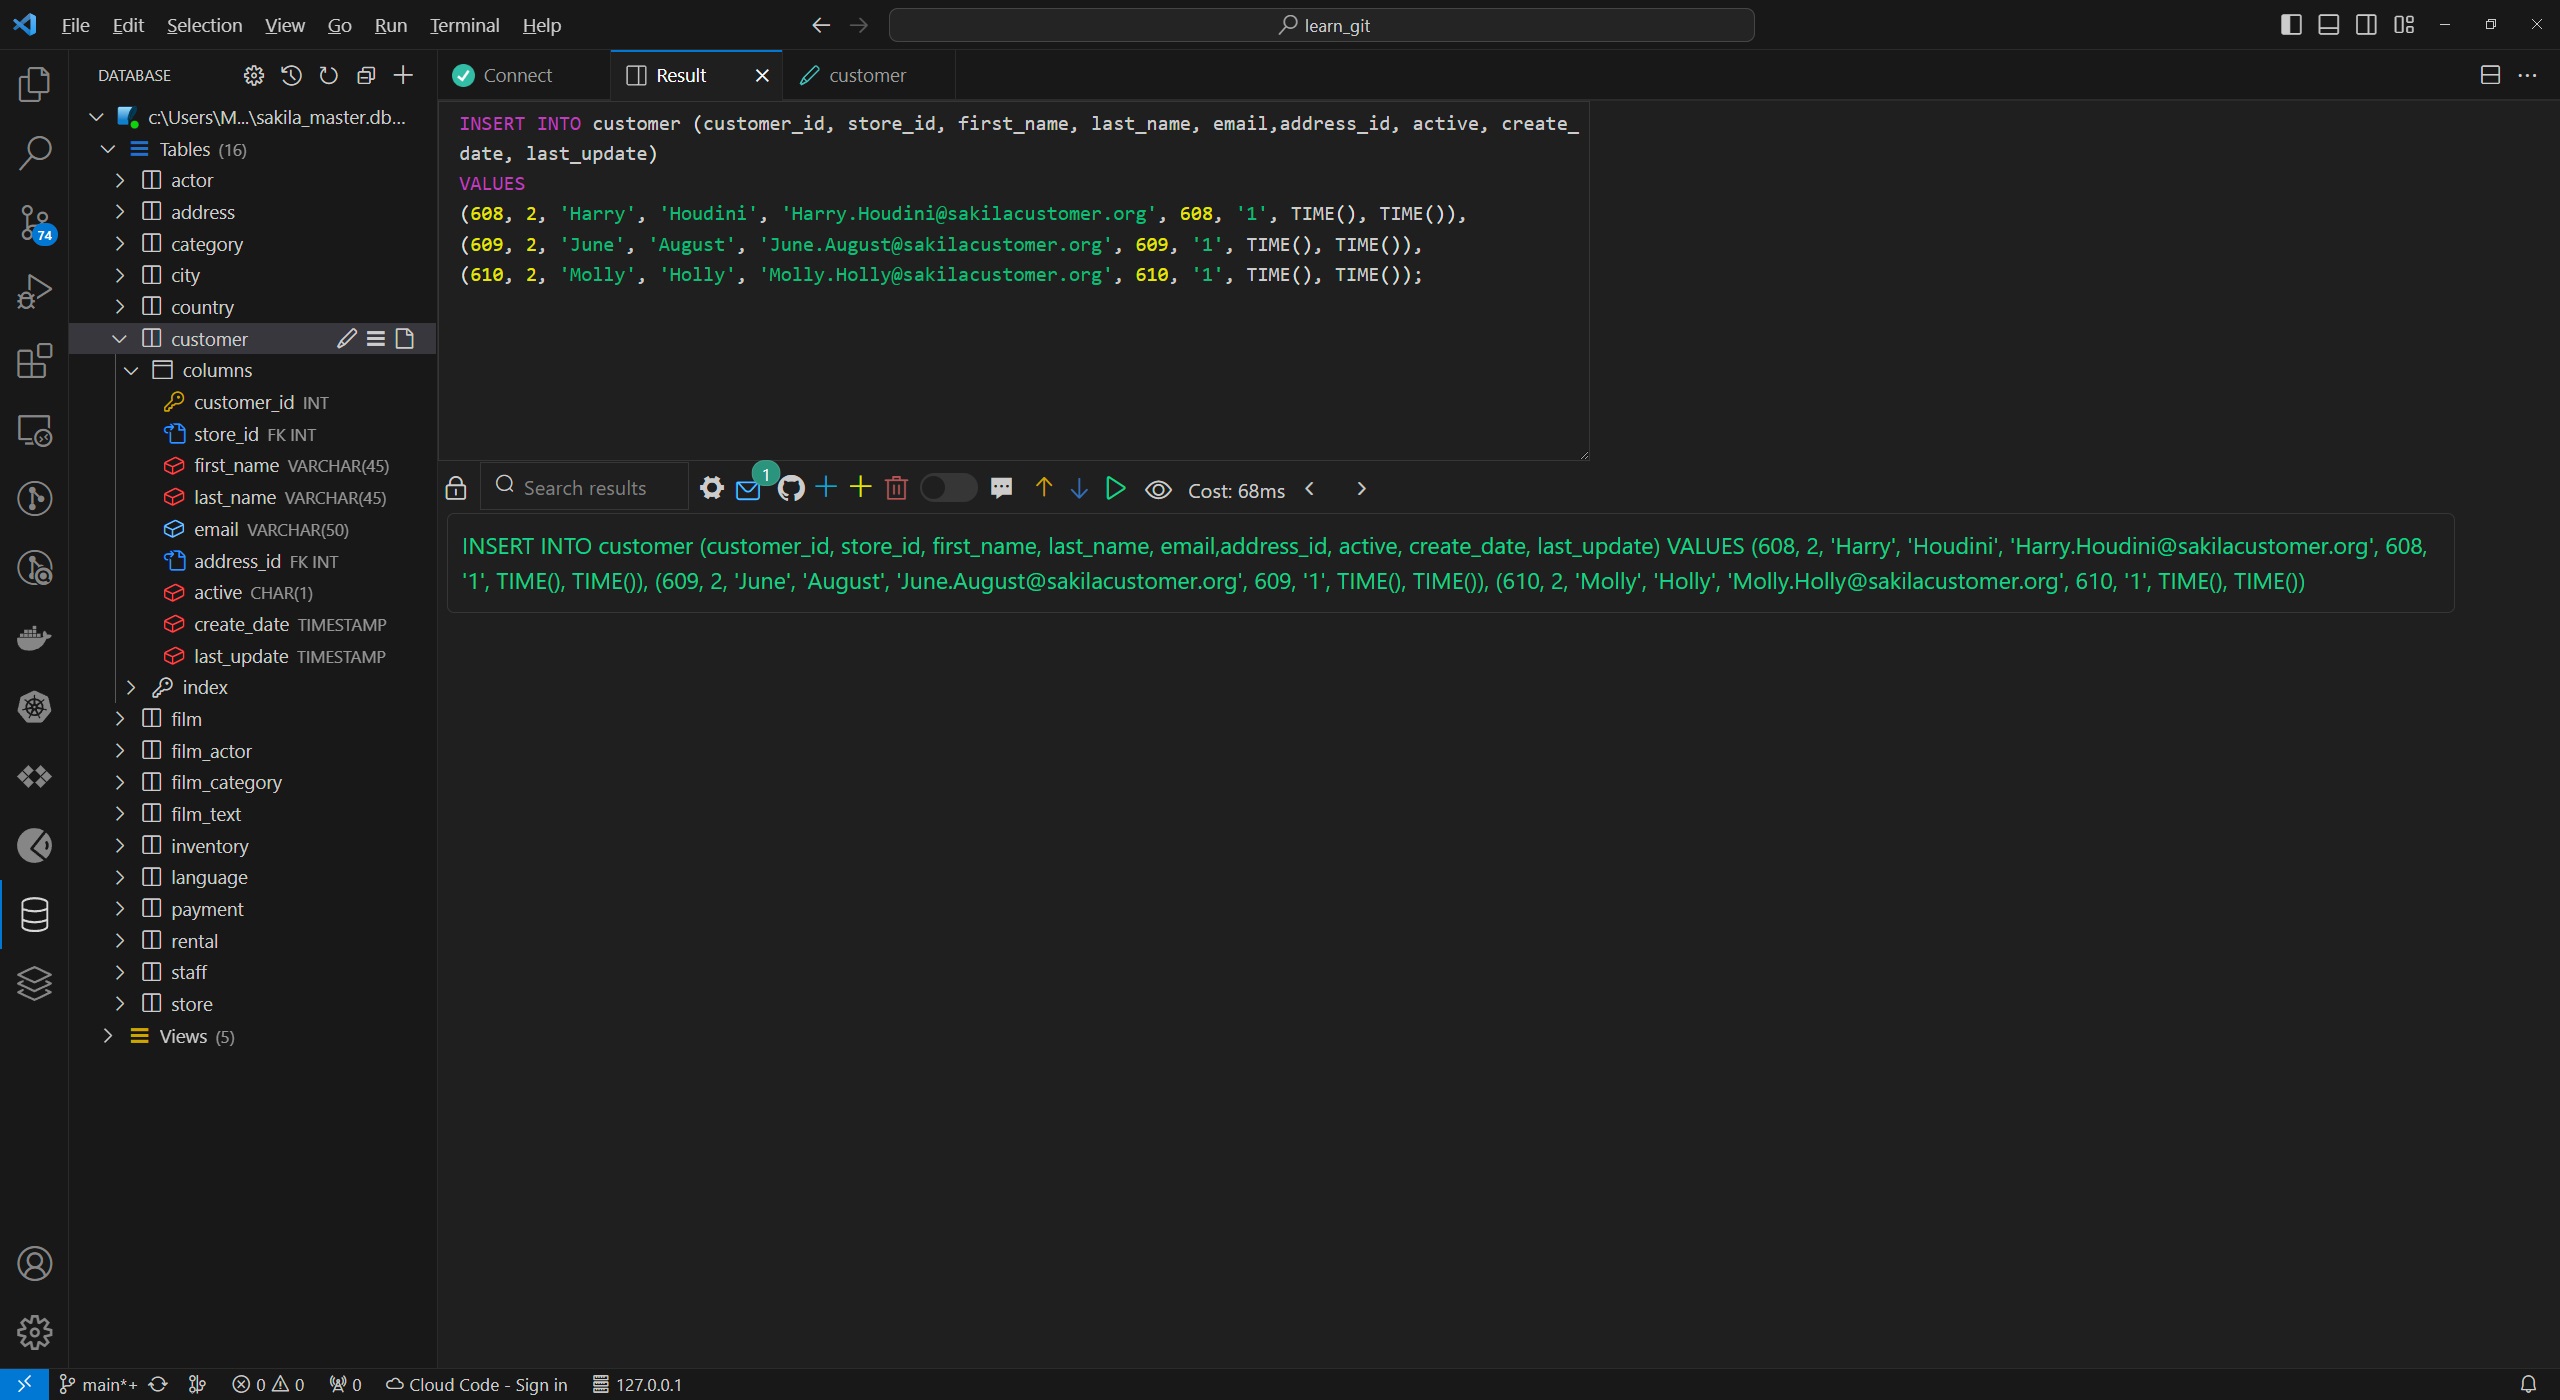 File Edit Selection View Go Run Terminal Help
learn_git
DATABASE
c:\Users\M...\sakila_master.db...
Tables (16)
actor
address
category
city
country
customer
columns
customer_id INT
store_id FK INT
first_name VARCHAR(45)
last_name VARCHAR(45)
email VARCHAR(50)
address_id FK INT
active CHAR(1)
create_date TIMESTAMP
last_update TIMESTAMP
index
film
film_actor
film_category
film_text
inventory
language
payment
rental
staff
store
Views (5)
74
Connect
Result
customer
INSERT INTO customer (customer_id, store_id, first_name, last_name, email,address_id, active, create_
date, last_update)
VALUES
(608, 2, 'Harry', 'Houdini', 'Harry.Houdini@sakilacustomer.org', 608, '1', TIME(), TIME()),
(609, 2, 'June', 'August', 'June.August@sakilacustomer.org', 609, '1', TIME(), TIME()),
(610, 2, 'Molly', 'Holly', 'Molly.Holly@sakilacustomer.org', 610, '1', TIME(), TIME());
Search results
1
Cost: 68ms
INSERT INTO customer (customer_id, store_id, first_name, last_name, email,address_id, active, create_date, last_update) VALUES (608, 2, 'Harry', 'Houdini', 'Harry.Houdini@sakilacustomer.org', 608,
'1', TIME(), TIME()), (609, 2, 'June', 'August', 'June.August@sakilacustomer.org', 609, '1', TIME(), TIME()), (610, 2, 'Molly', 'Holly', 'Molly.Holly@sakilacustomer.org', 610, '1', TIME(), TIME())
main*+ 0 0 0 Cloud Code - Sign in 127.0.0.1